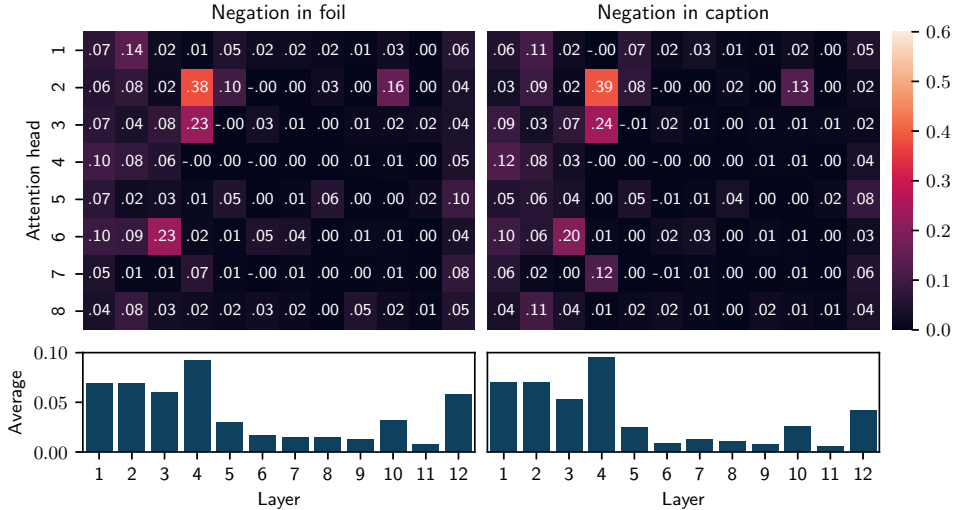 Negation in foil Negation in caption
1 .07 .14 .02 .01 .05 .02 .02 .02 .01 .03 .00 .06 .06 .11 .02 -.00 .07 .02 .03 .01 .01 .02 .00 .05 0.6
2 .06 .08 .02 .38 .10 -.00 .00 .03 .00 .16 .00 .04 .03 .09 .02 .39 .08 -.00 .01 .02 .00 .13 .00 .02 0.5
3 .07 .04 .08 .23 -.00 .03 .01 .00 .01 .02 .02 .04 .09 .03 .07 .24 -.01 .02 .01 .00 .01 .01 .01 .02 0.4
Attention head
4 .10 .08 .06 -.00 .00 -.00 .00 .00 .00 .01 .00 .05 .12 .08 .03 -.00 -.00 .00 .00 .00 .01 .01 .00 .04 0.3
5 .07 .02 .03 .01 .05 .00 .01 .06 .00 .00 .02 .10 .05 .06 .04 .00 .05 -.01 .01 .04 .00 .00 .02 .08
6 .10 .09 .23 .02 .01 .05 .04 .00 .01 .01 .00 .04 .10 .06 .20 .01 .00 .02 .03 .00 .01 .01 .00 .03 0.2
7 .05 .01 .01 .07 .01 -.00 .01 .00 .00 .01 .00 .08 .06 .02 .00 .12 .00 -.01 .00 .00 .00 .01 .00 .06 0.1
8 .04 .08 .03 .02 .02 .02 .01 .00 .05 .02 .01 .05 .04 .11 .04 .01 .02 .02 .01 .00 .02 .01 .01 .04 0.0
0.10
Average
0.05
0.00
1 2 3 4 5 6 7 8 9 10 11 12 1 2 3 4 5 6 7 8 9 10 11 12
Layer Layer